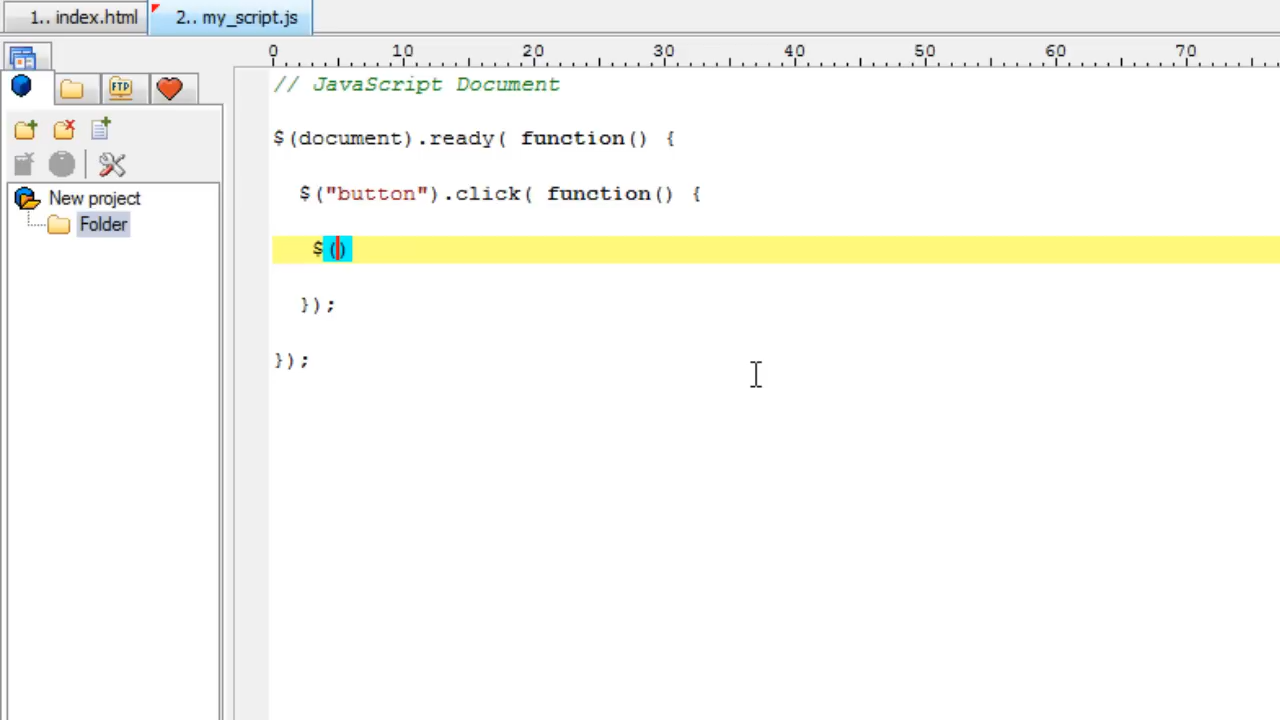 1.. index.html
2.. my_script.js
0 10 20 30 40 50 60 70
FTP
New project
Folder
// JavaScript Document
$(document).ready( function() {
$("button").click( function() {
$()
});
});